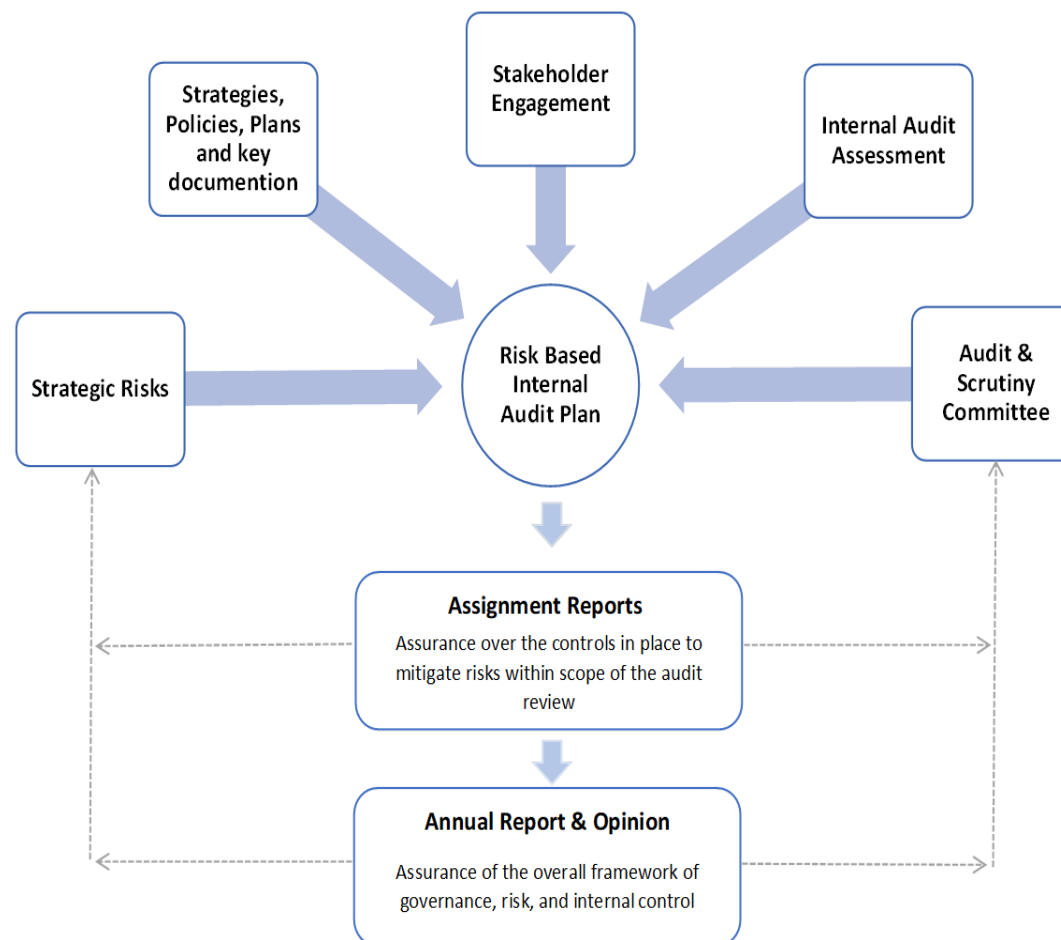 Stakeholder
Engagement
Strategies,
Policies, Plans
and key
documention
Internal Audit
Assessment
Strategic Risks
Risk Based
Internal
Audit Plan
Audit &
Scrutiny
Committee
Assignment Reports
Assurance over the controls in place to
mitigate risks within scope of the audit
review
Annual Report & Opinion
Assurance of the overall framework of
governance, risk, and internal control